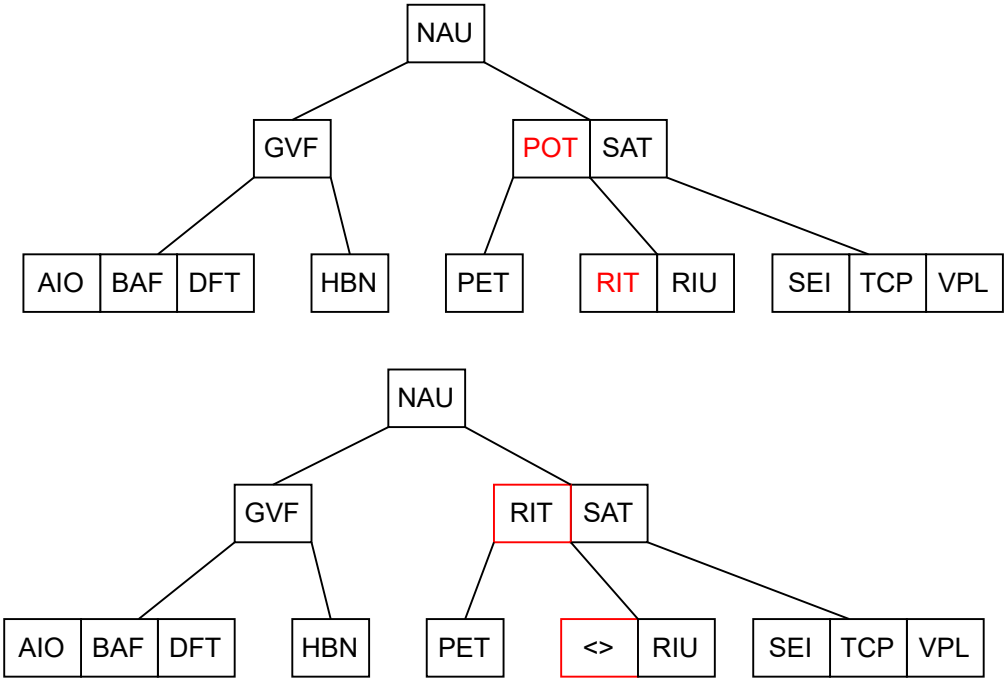 NAU
GVF POT SAT
AIO BAF DFT HBN PET RIT RIU SEI TCP VPL
NAU
GVF RIT SAT
AIO BAF DFT HBN PET <> RIU SEI TCP VPL